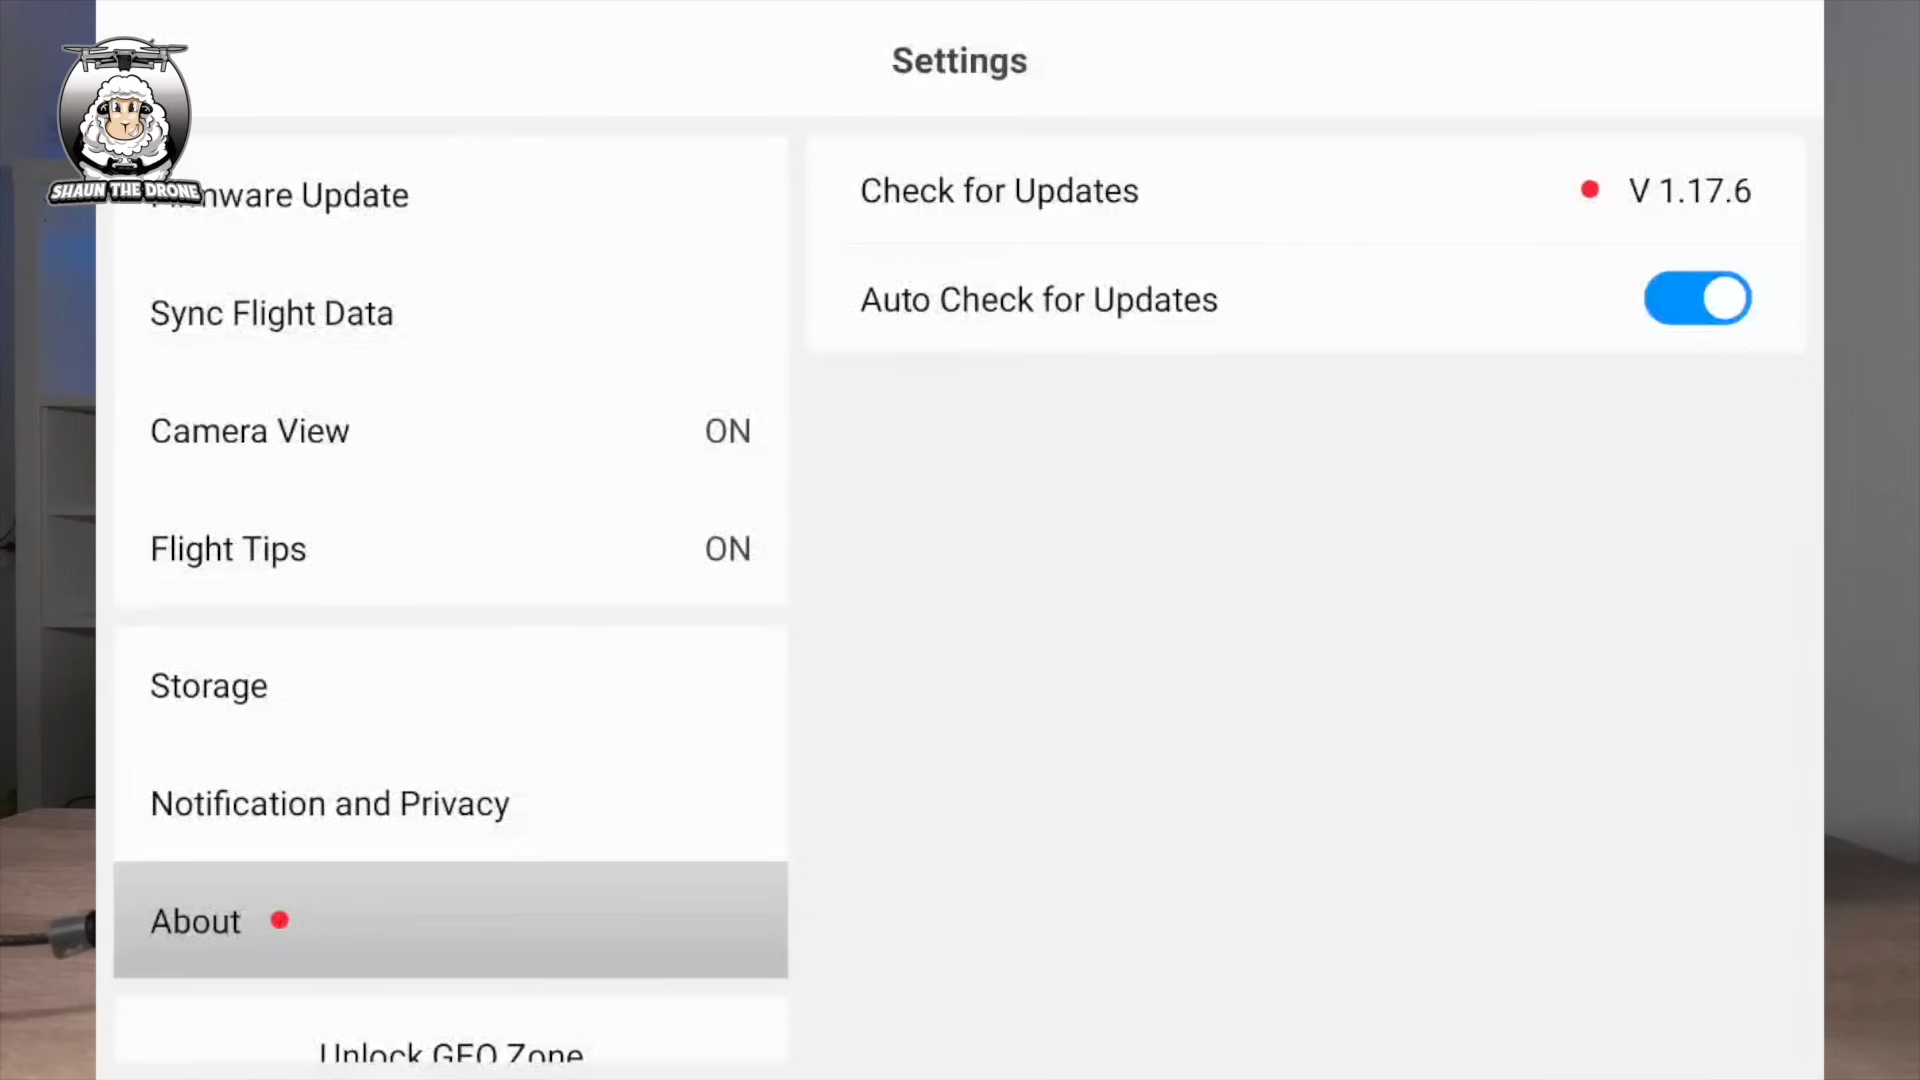 Settings
SHAUN THE DRONE
mware Update
Check for Updates
V 1.17.6
Sync Flight Data
Auto Check for Updates
Camera View
ON
Flight Tips
ON
Storage
Notification and Privacy
About
Unlock GEO Zone